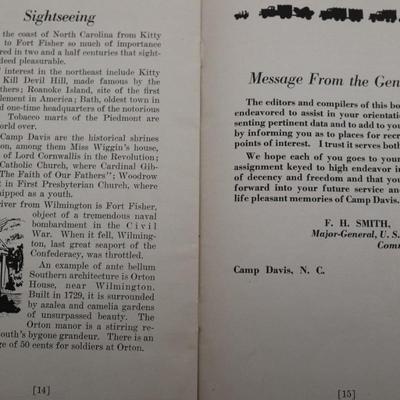 Sightseeing
the coast of North Carolina from Kitty
to Fort Fisher so much of importance
ered in two and a half centuries that sight-
deed pleasurable.
interest in the northeast include Kitty
Kill Devil Hill, made famous by
thers; Roanoke Island, site of the first
lement in America; Bath, oldest town in
d one-time headquarters of the notorious
Tobacco marts of the Piedmont are
world over.
Camp Davis are the historical shrines
ton, among them Miss Wiggin's house,
of Lord Cornwallis in the Revolution;
Catholic Church, where Cardinal Gib-
The Faith of Our Fathers"; Woodrow
t in First Presbyterian Church, where
hipped as a youth.
river from Wilmington is Fort Fisher,
object of a tremendous naval
bombardment in the Civil
War. When it fell, Wilming-
ton, last great seaport of the
Confederacy, was throttled.
An example of ante bellum
Southern architecture is Orton
House, near Wilmington.
Built in 1729, it is surrounded
by azalea and camelia gardens
of unsurpassed beauty. The
Orton manor is a stirring re-
outh's bygone grandeur. There is an
ge of 50 cents for soldiers at Orton.
[14]
Message From the Gen
The editors and compilers of this bo
endeavored to assist in your orientatio
senting pertinent data and to add to you
by informing you as to places for recr
points of interest. I trust it serves both
We hope each of you goes to your
assignment keyed to high endeavor in
of decency and freedom and that you
forward into your future service and
life pleasant memories of Camp Davis.
F. H. SMITH,
Major-General, U. S.
Comm
Camp Davis, N. C.
[15]